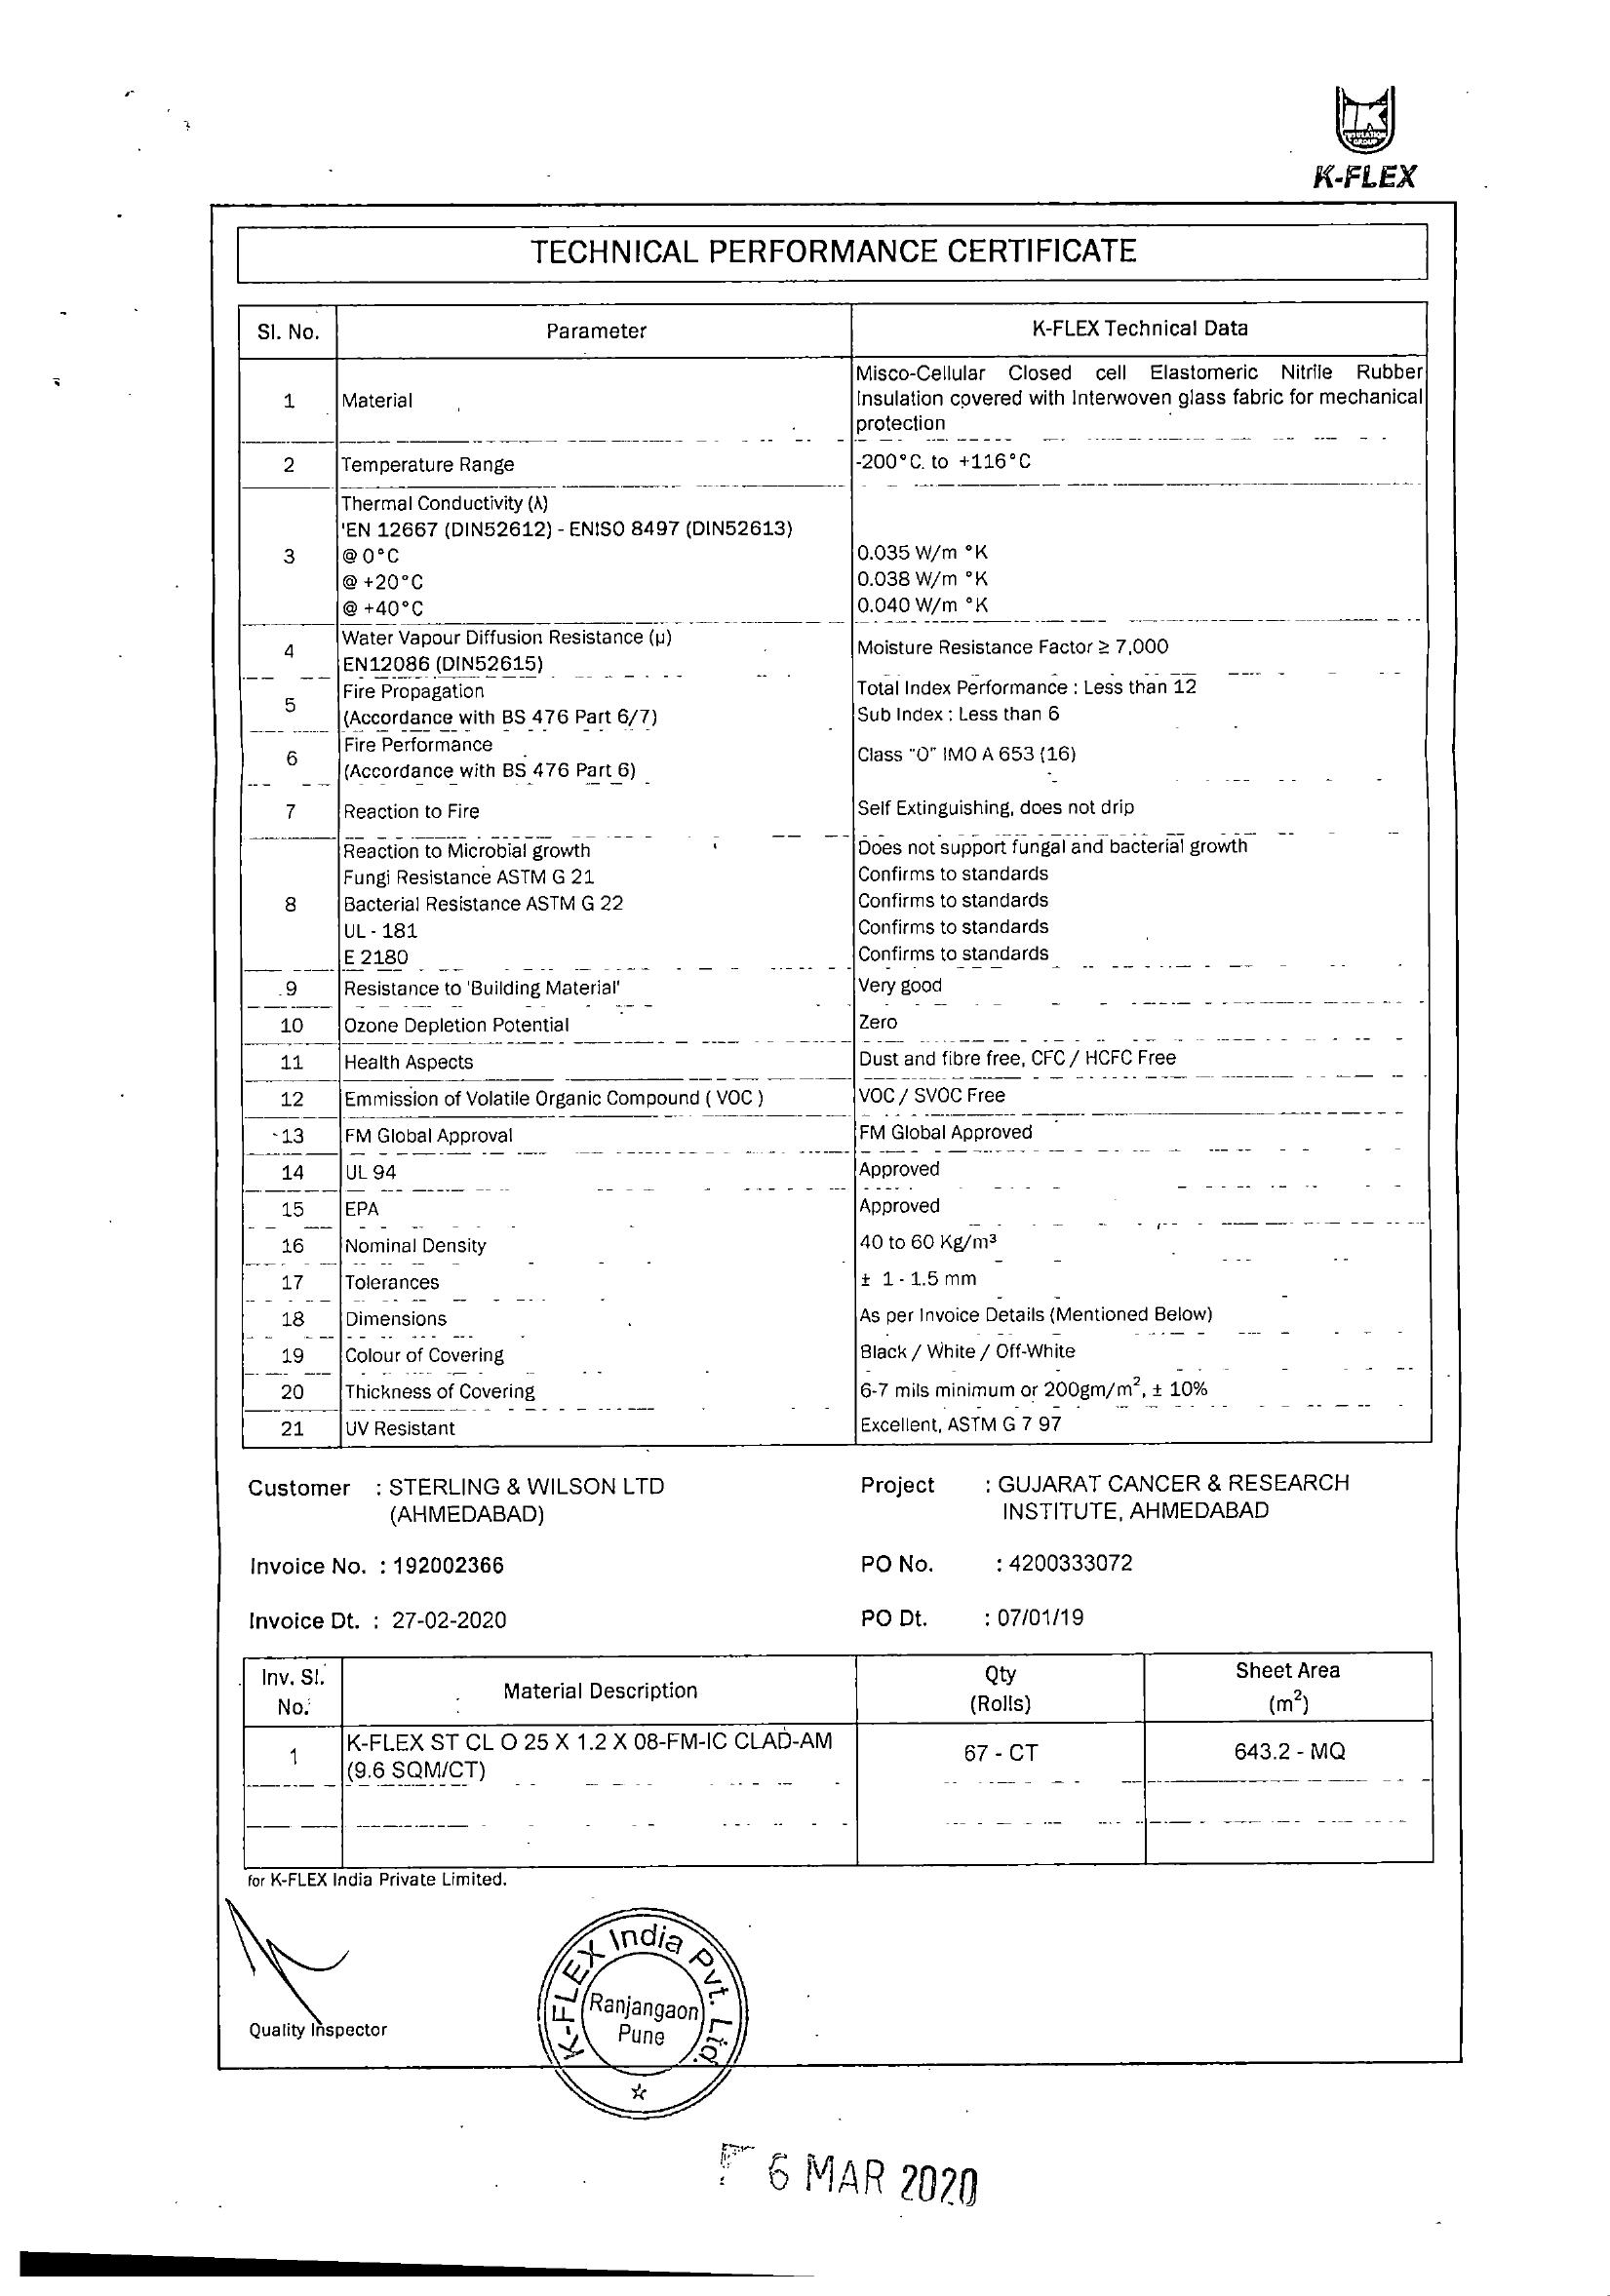 K-FLEX
TECHNICAL PERFORMANCE CERTIFICATE
Sl. No. Parameter K-FLEX Technical Data
1 Material Misco-Cellular Closed cell Elastomeric Nitrile Rubber
Insulation covered with Interwoven glass fabric for mechanical
protection
2 Temperature Range -200°C. to +116°C
3 Thermal Conductivity (λ)
'EN 12667 (DIN52612) - ENISO 8497 (DIN52613)
@ 0°C 0.035 W/m °K
@ +20°C 0.038 W/m °K
@ +40°C 0.040 W/m °K
4 Water Vapour Diffusion Resistance (μ)
EN12086 (DIN52615) Moisture Resistance Factor ≥ 7,000
5 Fire Propagation Total Index Performance : Less than 12
(Accordance with BS 476 Part 6/7) Sub Index : Less than 6
6 Fire Performance
(Accordance with BS 476 Part 6) Class "O" IMO A 653 (16)
7 Reaction to Fire Self Extinguishing, does not drip
8 Reaction to Microbial growth Does not support fungal and bacterial growth
Fungi Resistance ASTM G 21 Confirms to standards
Bacterial Resistance ASTM G 22 Confirms to standards
UL - 181 Confirms to standards
E 2180 Confirms to standards
9 Resistance to 'Building Material' Very good
10 Ozone Depletion Potential Zero
11 Health Aspects Dust and fibre free, CFC / HCFC Free
12 Emmission of Volatile Organic Compound ( VOC ) VOC / SVOC Free
13 FM Global Approval FM Global Approved
14 UL 94 Approved
15 EPA Approved
16 Nominal Density 40 to 60 Kg/m³
17 Tolerances ± 1 - 1.5 mm
18 Dimensions As per Invoice Details (Mentioned Below)
19 Colour of Covering Black / White / Off-White
20 Thickness of Covering 6-7 mils minimum or 200gm/m², ± 10%
21 UV Resistant Excellent, ASTM G 7 97
Customer : STERLING & WILSON LTD Project : GUJARAT CANCER & RESEARCH
(AHMEDABAD) INSTITUTE, AHMEDABAD
Invoice No. : 192002366 PO No. : 4200333072
Invoice Dt. : 27-02-2020 PO Dt. : 07/01/19
Inv. Sl. No. Material Description Qty (Rolls) Sheet Area (m²)
1 K-FLEX ST CL O 25 X 1.2 X 08-FM-IC CLAD-AM 67 - CT 643.2 - MQ
(9.6 SQM/CT)
for K-FLEX India Private Limited.
Quality Inspector
K-FLEX India Pvt. Ltd.
Ranjangaon
Pune
6 MAR 2020